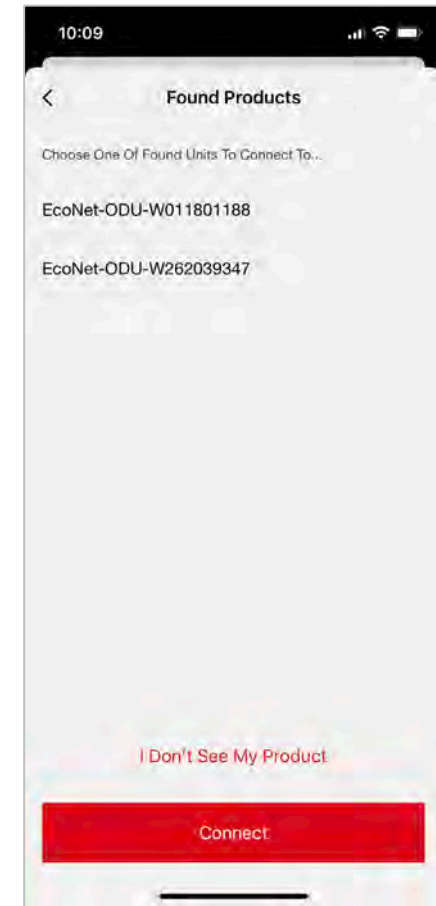 10:09
Found Products
Choose One Of Found Units To Connect To...
EcoNet-ODU-W011801188
EcoNet-ODU-W262039347
I Don't See My Product
Connect